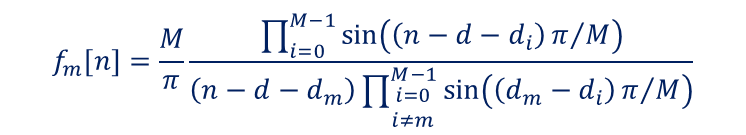 f_m[n] = \frac{M}{\pi} \frac{\prod_{i=0}^{M-1} \sin((n - d - d_i) \pi/M)}{(n - d - d_m) \prod_{\substack{i=0 \\ i \neq m}}^{M-1} \sin((d_m - d_i) \pi/M)}